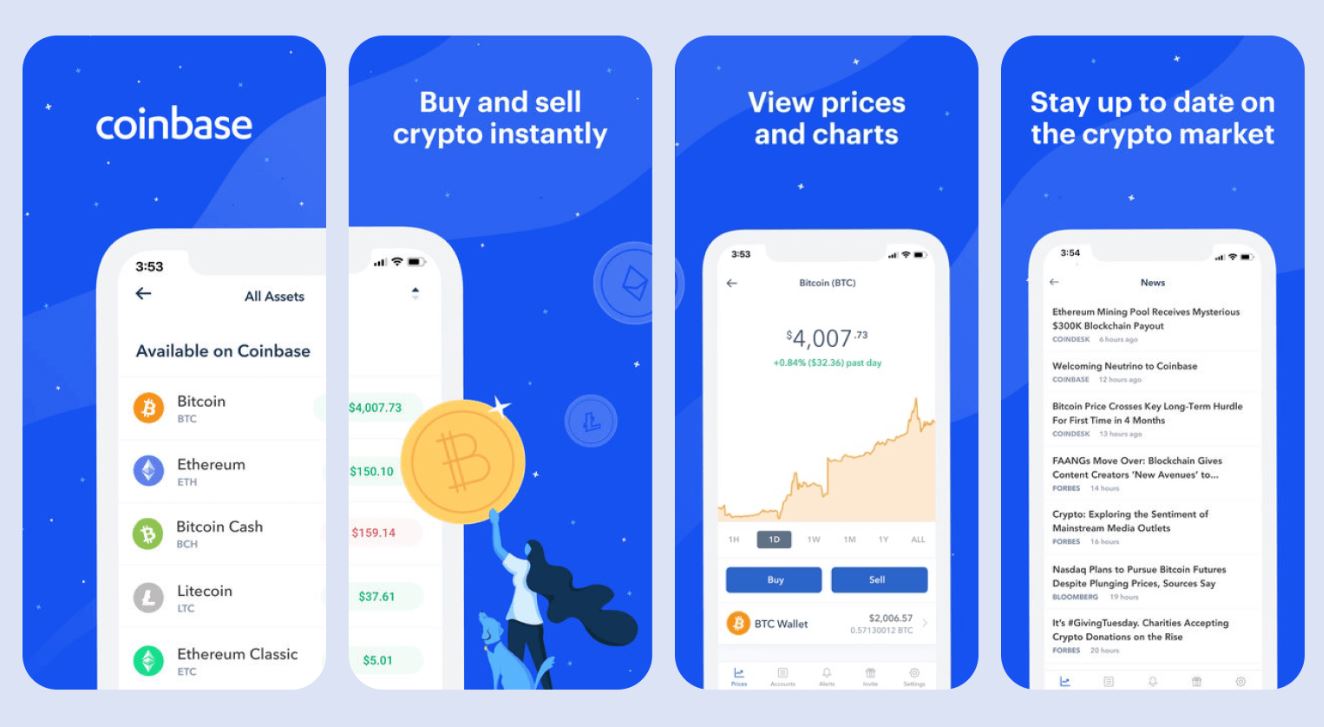 coinbase
3:53
All Assets
Available on Coinbase
Bitcoin
BTC
Ethereum
ETH
Bitcoin Cash
BCH
Litecoin
LTC
Ethereum Classic
ETC
Buy and sell
crypto instantly
$4,007.73
$150.10
$159.14
$37.61
$5.01
View prices
and charts
3:53
Bitcoin (BTC)
$4,007.73
+0.84% ($32.36) past day
1H 1D 1W 1M 1Y ALL
Buy Sell
BTC Wallet $2,006.57
0.57130012 BTC
Prices Accounts Alerts Invite Settings
Stay up to date on
the crypto market
3:54
News
Ethereum Mining Pool Receives Mysterious
$300K Blockchain Payout
COINDESK 6 hours ago
Welcoming Neutrino to Coinbase
COINBASE 12 hours ago
Bitcoin Price Crosses Key Long-Term Hurdle
For First Time in 4 Months
COINDESK 13 hours ago
FAANGs Move Over: Blockchain Gives
Content Creators 'New Avenues' to...
FORBES 14 hours
Crypto: Exploring the Sentiment of
Mainstream Media Outlets
FORBES 16 hours
Nasdaq Plans to Pursue Bitcoin Futures
Despite Plunging Prices, Sources Say
BLOOMBERG 19 hours
It's #GivingTuesday. Charities Accepting
Crypto Donations on the Rise
FORBES 20 hours